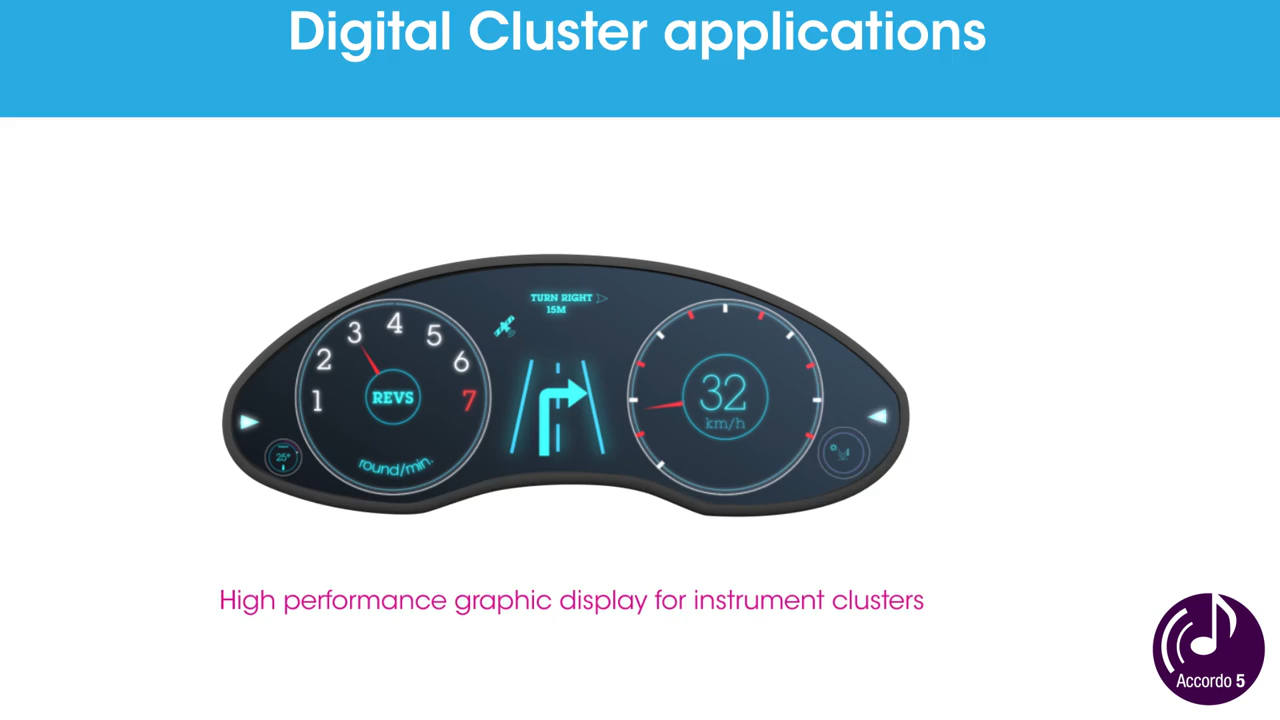 Digital Cluster applications
TURN RIGHT
15M
1
2
3
4
5
6
7
REVS
round/min.
25°
32
km/h
High performance graphic display for instrument clusters
Accordo 5